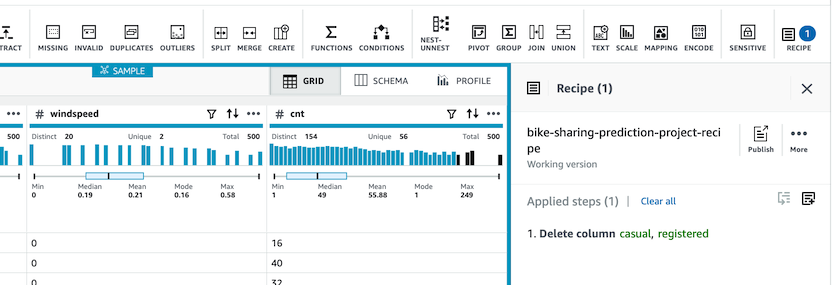 TRACT MISSING INVALID DUPLICATES OUTLIERS SPLIT MERGE CREATE FUNCTIONS CONDITIONS NEST- UNNEST PIVOT GROUP JOIN UNION TEXT SCALE MAPPING ENCODE SENSITIVE RECIPE 1
SAMPLE
GRID SCHEMA PROFILE
# windspeed # cnt
500 Distinct 20 Unique 2 Total 500 Distinct 154 Unique 56 Total 500
Min Median Mean Mode Max Min Median Mean Mode Max
0 0.19 0.21 0.16 0.58 1 49 55.88 1 249
0 16
0 40
0 32
Recipe (1)
bike-sharing-prediction-project-reci
pe
Working version
Publish More
Applied steps (1) | Clear all
1. Delete column casual, registered